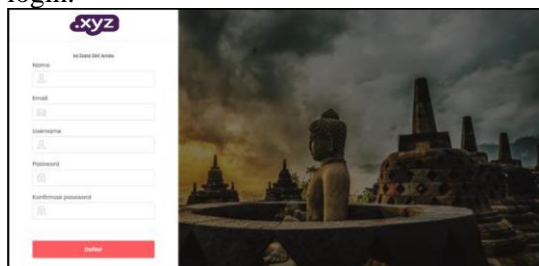 login.
.xyz
Isi Data Diri Anda
Nama
Email
Username
Password
Konfirmasi password
Daftar